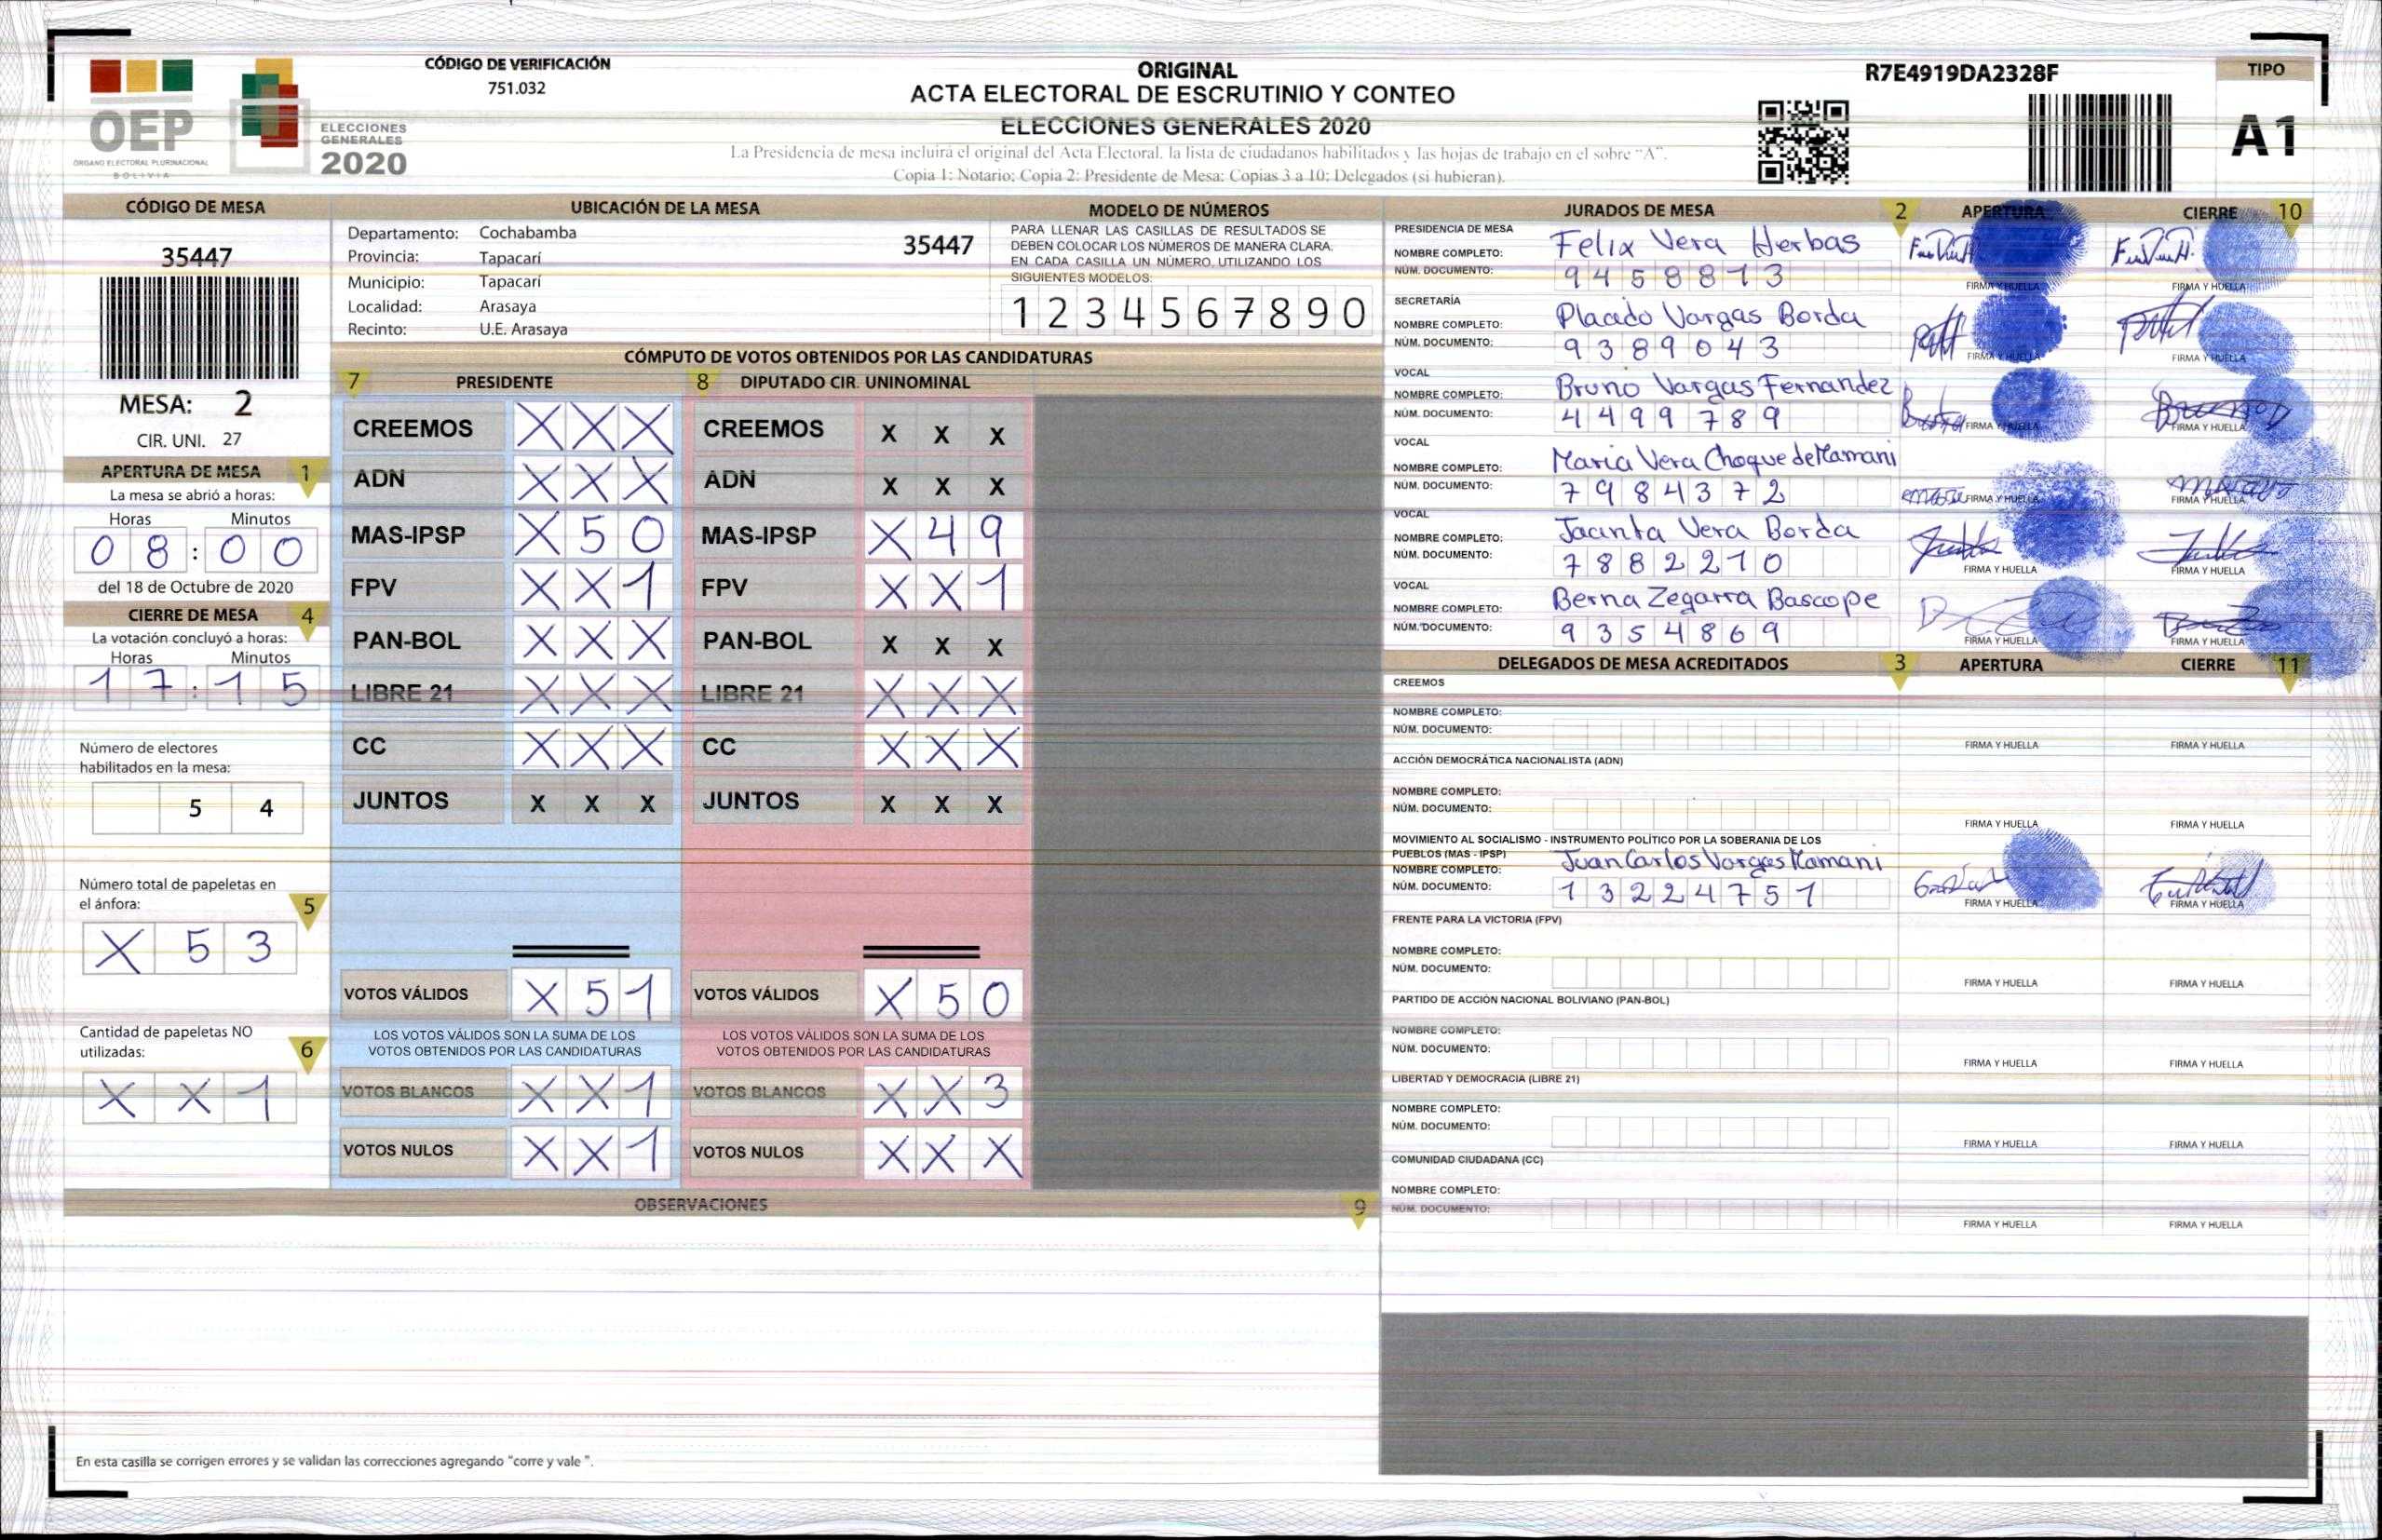 OEP
ÓRGANO ELECTORAL PLURINACIONAL
BOLIVIA
ELECCIONES
GENERALES
2020
CÓDIGO DE VERIFICACIÓN
751.032
ORIGINAL
ACTA ELECTORAL DE ESCRUTINIO Y CONTEO
ELECCIONES GENERALES 2020
La Presidencia de mesa incluirá el original del Acta Electoral, la lista de ciudadanos habilitados y las hojas de trabajo en el sobre "A".
Copia 1: Notario; Copia 2: Presidente de Mesa; Copias 3 a 10: Delegados (si hubieran).
R7E4919DA2328F
TIPO
A1
CÓDIGO DE MESA
35447
MESA: 2
CIR. UNI. 27
APERTURA DE MESA 1
La mesa se abrió a horas:
Horas Minutos
08:00
del 18 de Octubre de 2020
CIERRE DE MESA 4
La votación concluyó a horas:
Horas Minutos
17:15
Número de electores
habilitados en la mesa:
5 4
Número total de papeletas en
el ánfora: 5
X 5 3
Cantidad de papeletas NO
utilizadas: 6
X X 1
UBICACIÓN DE LA MESA
Departamento: Cochabamba
Provincia: Tapacarí
Municipio: Tapacarí
Localidad: Arasaya
Recinto: U.E. Arasaya
35447
MODELO DE NÚMEROS
PARA LLENAR LAS CASILLAS DE RESULTADOS SE
DEBEN COLOCAR LOS NÚMEROS DE MANERA CLARA.
EN CADA CASILLA UN NÚMERO, UTILIZANDO LOS
SIGUIENTES MODELOS:
1 2 3 4 5 6 7 8 9 0
CÓMPUTO DE VOTOS OBTENIDOS POR LAS CANDIDATURAS
7 PRESIDENTE
CREEMOS X X X
ADN X X X
MAS-IPSP X 5 0
FPV X X 1
PAN-BOL X X X
LIBRE 21 X X X
CC X X X
JUNTOS X X X
VOTOS VÁLIDOS X 5 1
LOS VOTOS VÁLIDOS SON LA SUMA DE LOS
VOTOS OBTENIDOS POR LAS CANDIDATURAS
VOTOS BLANCOS X X 1
VOTOS NULOS X X 1
8 DIPUTADO CIR. UNINOMINAL
CREEMOS X X X
ADN X X X
MAS-IPSP X 4 9
FPV X X 1
PAN-BOL X X X
LIBRE 21 X X X
CC X X X
JUNTOS X X X
VOTOS VÁLIDOS X 5 0
LOS VOTOS VÁLIDOS SON LA SUMA DE LOS
VOTOS OBTENIDOS POR LAS CANDIDATURAS
VOTOS BLANCOS X X 3
VOTOS NULOS X X X
OBSERVACIONES 9
En esta casilla se corrigen errores y se validan las correcciones agregando "corre y vale ".
JURADOS DE MESA 2 APERTURA CIERRE 10
PRESIDENCIA DE MESA
NOMBRE COMPLETO: Felix Vera Herbas
NÚM. DOCUMENTO: 9458813
FIRMA Y HUELLA FIRMA Y HUELLA
SECRETARÍA
NOMBRE COMPLETO: Placido Vargas Borda
NÚM. DOCUMENTO: 9389043
FIRMA Y HUELLA FIRMA Y HUELLA
VOCAL
NOMBRE COMPLETO: Bruno Vargas Fernandez
NÚM. DOCUMENTO: 4499789
FIRMA Y HUELLA FIRMA Y HUELLA
VOCAL
NOMBRE COMPLETO: Maria Vera Choque de Mamani
NÚM. DOCUMENTO: 7984372
FIRMA Y HUELLA FIRMA Y HUELLA
VOCAL
NOMBRE COMPLETO: Jacinta Vera Borda
NÚM. DOCUMENTO: 7882210
FIRMA Y HUELLA FIRMA Y HUELLA
VOCAL
NOMBRE COMPLETO: Berna Zegarra Bascope
NÚM. DOCUMENTO: 9354869
FIRMA Y HUELLA FIRMA Y HUELLA
DELEGADOS DE MESA ACREDITADOS 3 APERTURA CIERRE 11
CREEMOS
NOMBRE COMPLETO:
NÚM. DOCUMENTO:
FIRMA Y HUELLA FIRMA Y HUELLA
ACCIÓN DEMOCRÁTICA NACIONALISTA (ADN)
NOMBRE COMPLETO:
NÚM. DOCUMENTO:
FIRMA Y HUELLA FIRMA Y HUELLA
MOVIMIENTO AL SOCIALISMO - INSTRUMENTO POLÍTICO POR LA SOBERANIA DE LOS
PUEBLOS (MAS - IPSP)
NOMBRE COMPLETO: Juan Carlos Vargas Mamani
NÚM. DOCUMENTO: 13224751
FIRMA Y HUELLA FIRMA Y HUELLA
FRENTE PARA LA VICTORIA (FPV)
NOMBRE COMPLETO:
NÚM. DOCUMENTO:
FIRMA Y HUELLA FIRMA Y HUELLA
PARTIDO DE ACCIÓN NACIONAL BOLIVIANO (PAN-BOL)
NOMBRE COMPLETO:
NÚM. DOCUMENTO:
FIRMA Y HUELLA FIRMA Y HUELLA
LIBERTAD Y DEMOCRACIA (LIBRE 21)
NOMBRE COMPLETO:
NÚM. DOCUMENTO:
FIRMA Y HUELLA FIRMA Y HUELLA
COMUNIDAD CIUDADANA (CC)
NOMBRE COMPLETO:
NÚM. DOCUMENTO:
FIRMA Y HUELLA FIRMA Y HUELLA